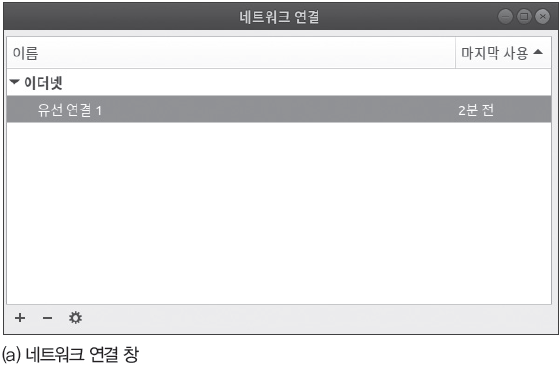 네트워크 연결
이름 마지막 사용
이더넷
유선 연결 1 2분 전
(a) 네트워크 연결 창